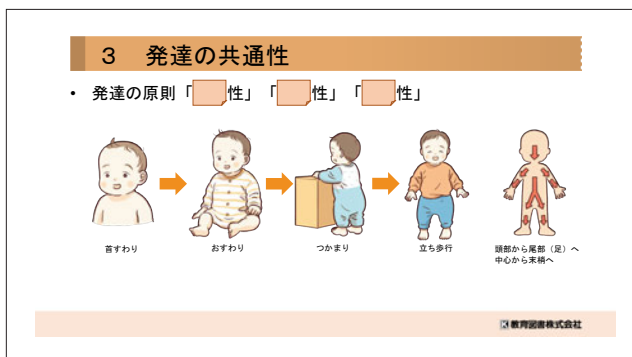 3 発達の共通性
• 発達の原則「 性」「 性」「 性」
首すわり
おすわり
つかまり
立ち歩行
頭部から尾部（足）へ
中心から末梢へ
教育図書株式会社